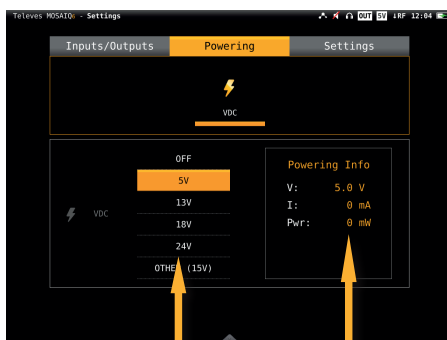 Televes MOSAIQ6 - Settings OUT 5V ↓RF 12:04
Inputs/Outputs Powering Settings
VDC
OFF
5V
13V
18V
24V
OTHER (15V)
VDC
Powering Info
V: 5.0 V
I: 0 mA
Pwr: 0 mW